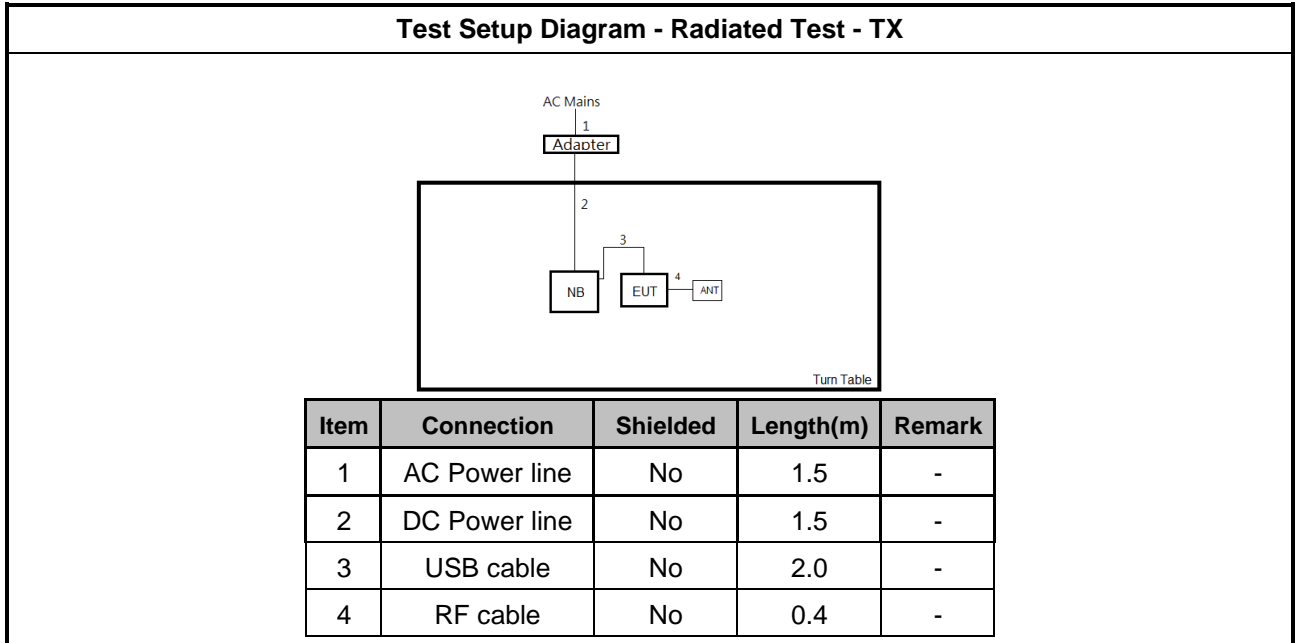 Test Setup Diagram - Radiated Test - TX
AC Mains
1
Adapter
2
3
NB
EUT
4
ANT
Turn Table
Item Connection Shielded Length(m) Remark
1 AC Power line No 1.5 -
2 DC Power line No 1.5 -
3 USB cable No 2.0 -
4 RF cable No 0.4 -